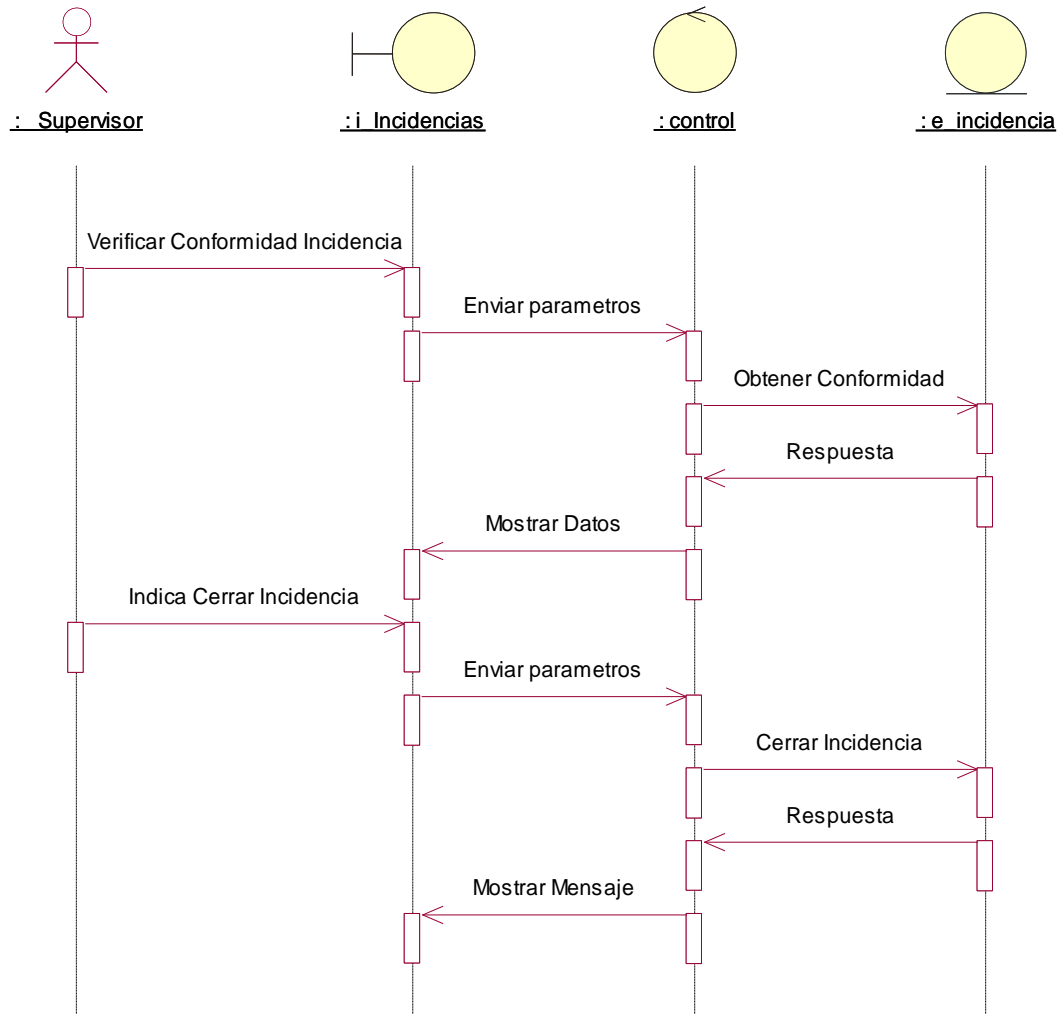 : Supervisor
: i_Incidencias
: control
: e_incidencia
Verificar Conformidad Incidencia
Enviar parametros
Obtener Conformidad
Respuesta
Mostrar Datos
Indica Cerrar Incidencia
Enviar parametros
Cerrar Incidencia
Respuesta
Mostrar Mensaje